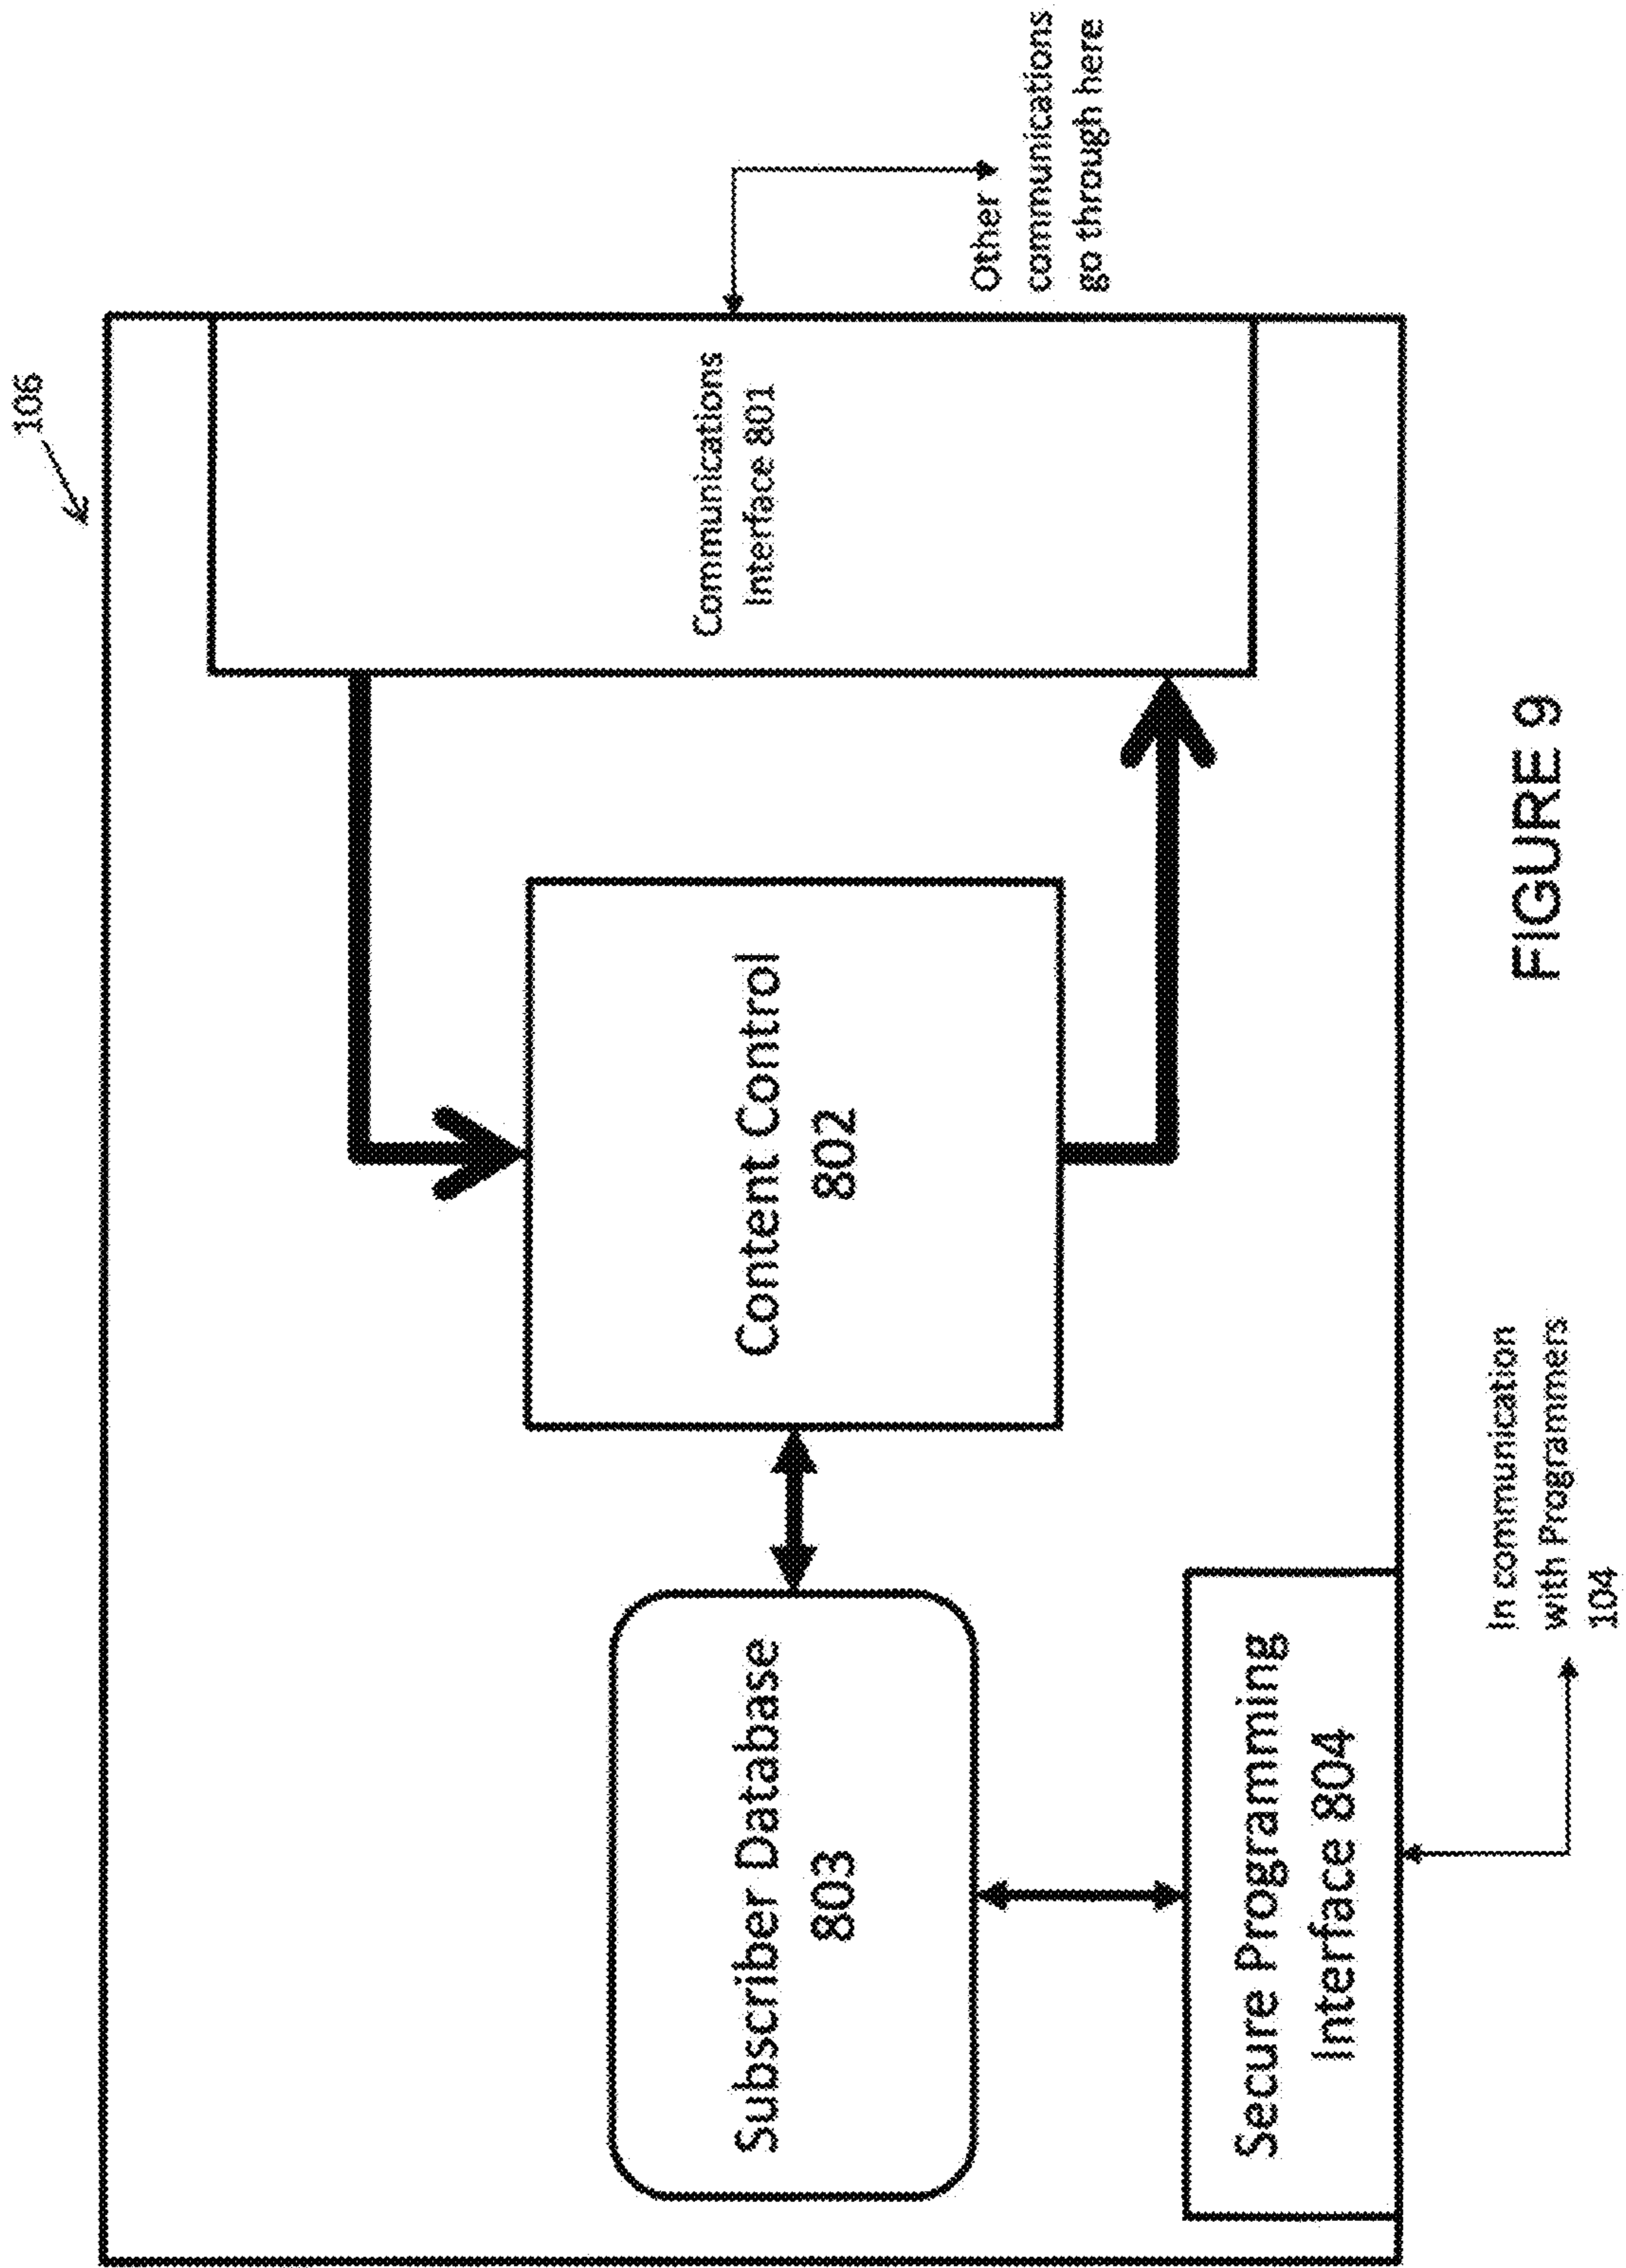 106
Communications
Interface 801
Other
communications
go through here
Content Control
802
Subscriber Database
803
Secure Programming
Interface 804
In communication
with Programmers
104
FIGURE 9